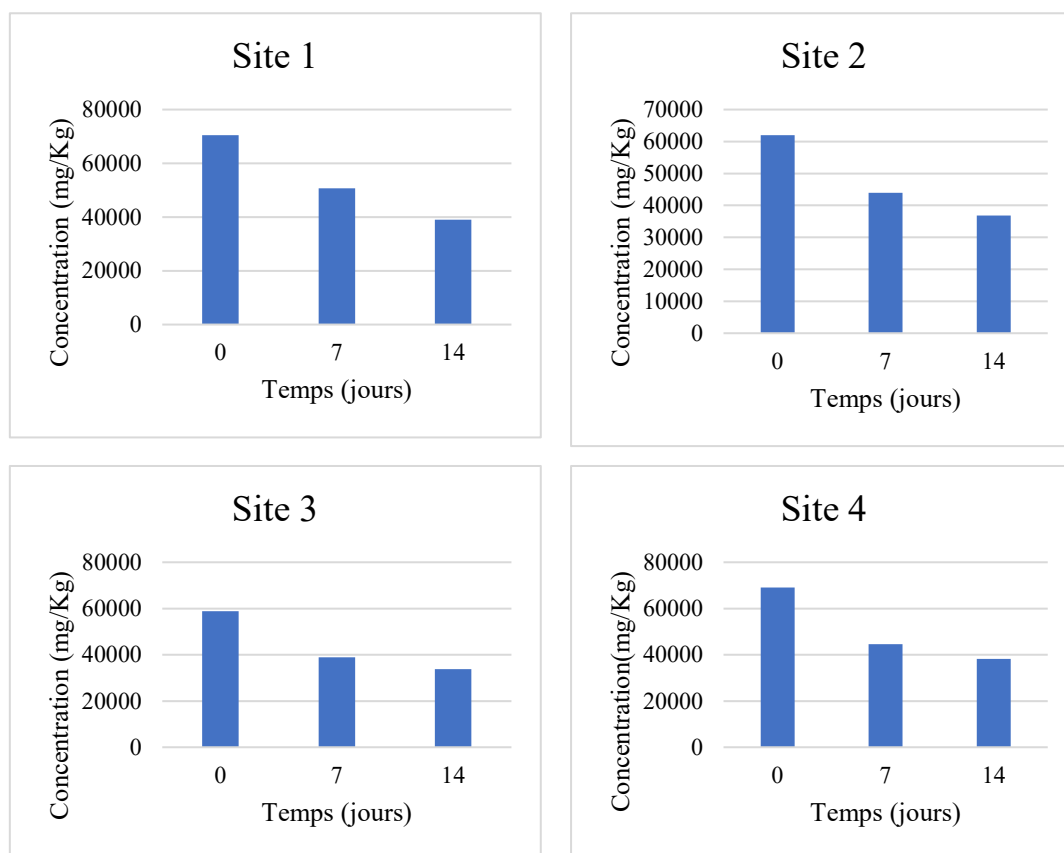 Site 1
Concentration (mg/Kg)
80000
60000
40000
20000
0
0 7 14
Temps (jours)
Site 2
Concentration (mg/Kg)
70000
60000
50000
40000
30000
20000
10000
0
0 7 14
Temps (jours)
Site 3
Concentration (mg/Kg)
80000
60000
40000
20000
0
0 7 14
Temps (jours)
Site 4
Concentration(mg/Kg)
80000
60000
40000
20000
0
0 7 14
Temps (jours)